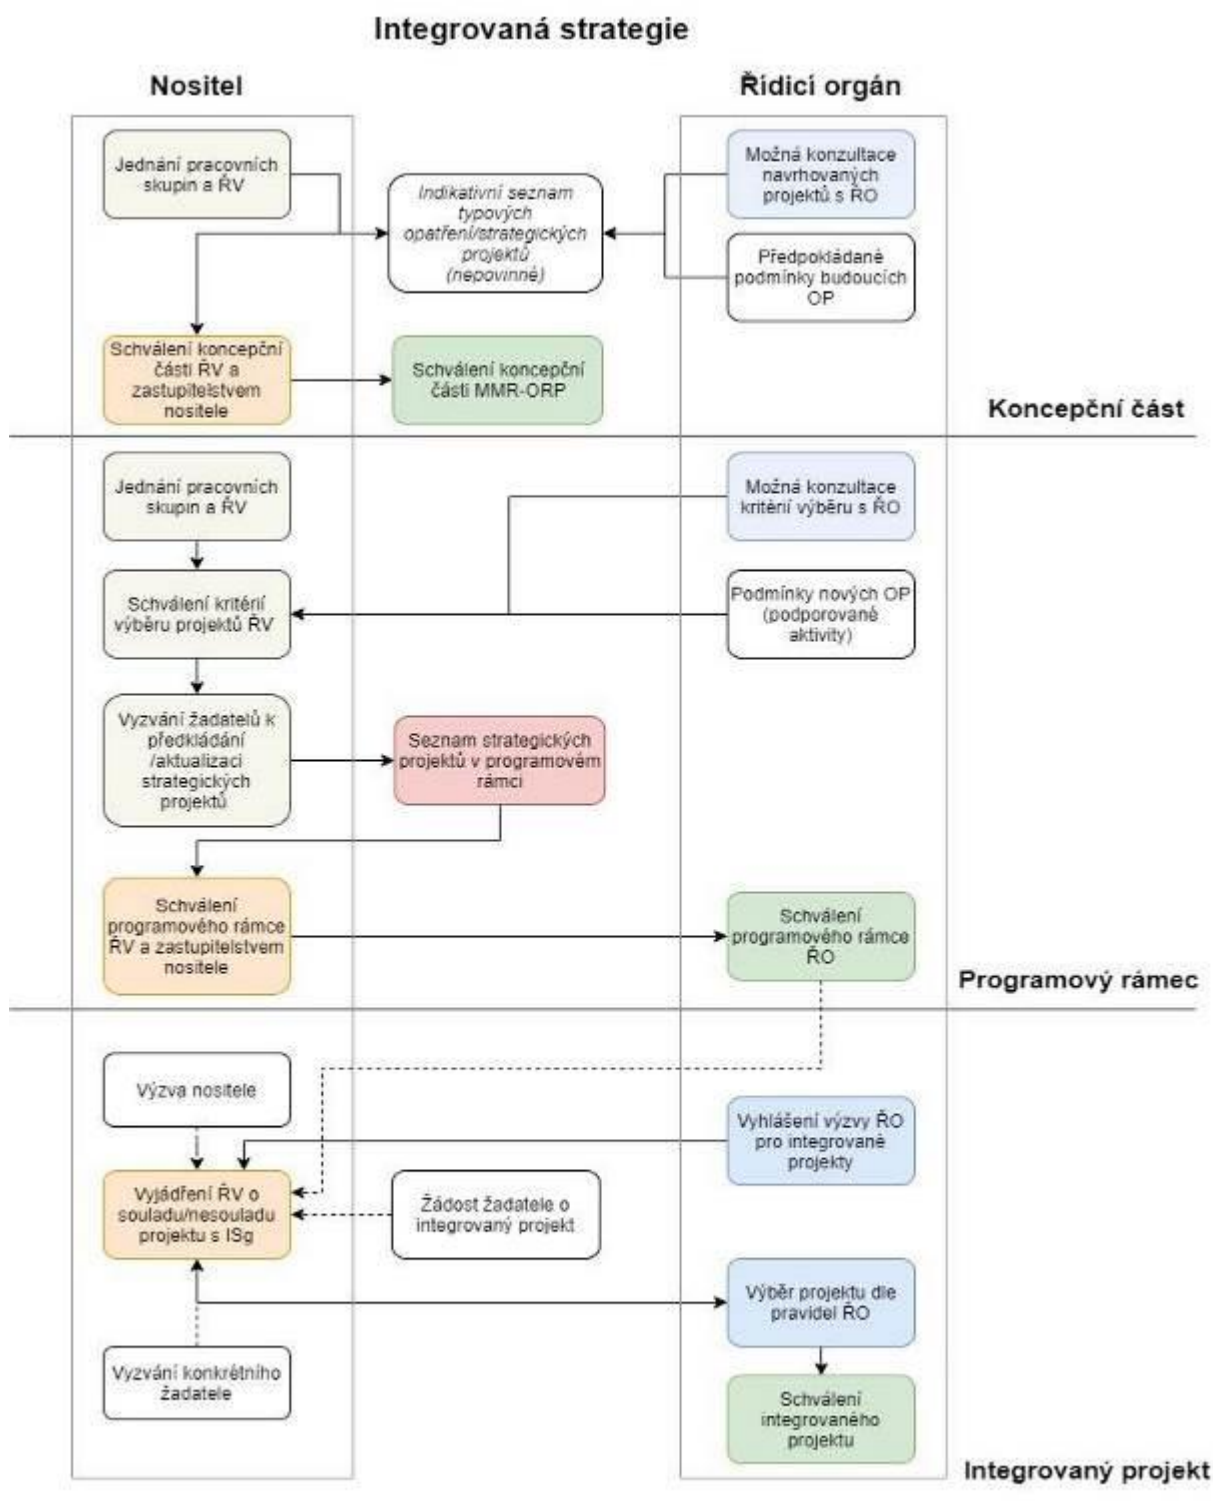 Integrovaná strategie
Nositel
Řídicí orgán
Jednání pracovních
skupin a ŘV
Indikativní seznam
typových
opatření/strategických
projektů
(nepovinné)
Možná konzultace
navrhovaných
projektů s ŘO
Předpokládané
podmínky budoucích
OP
Schválení koncepční
části ŘV a
zastupitelstvem
nositele
Schválení koncepční
části MMR-ORP
Koncepční část
Jednání pracovních
skupin a ŘV
Možná konzultace
kritérií výběru s ŘO
Schválení kritérií
výběru projektů ŘV
Podmínky nových OP
(podporované
aktivity)
Vyzvání žadatelů k
předkládání
/aktualizaci
strategických
projektů
Seznam strategických
projektů v programovém
rámci
Schválení
programového rámce
ŘV a zastupitelstvem
nositele
Schválení
programového rámce
ŘO
Programový rámec
Výzva nositele
Vyhlášení výzvy ŘO
pro integrované
projekty
Vyjádření ŘV o
souladu/nesouladu
projektu s ISg
Žádost žadatele o
integrovaný projekt
Výběr projektu dle
pravidel ŘO
Vyzvání konkrétního
žadatele
Schválení
integrovaného
projektu
Integrovaný projekt